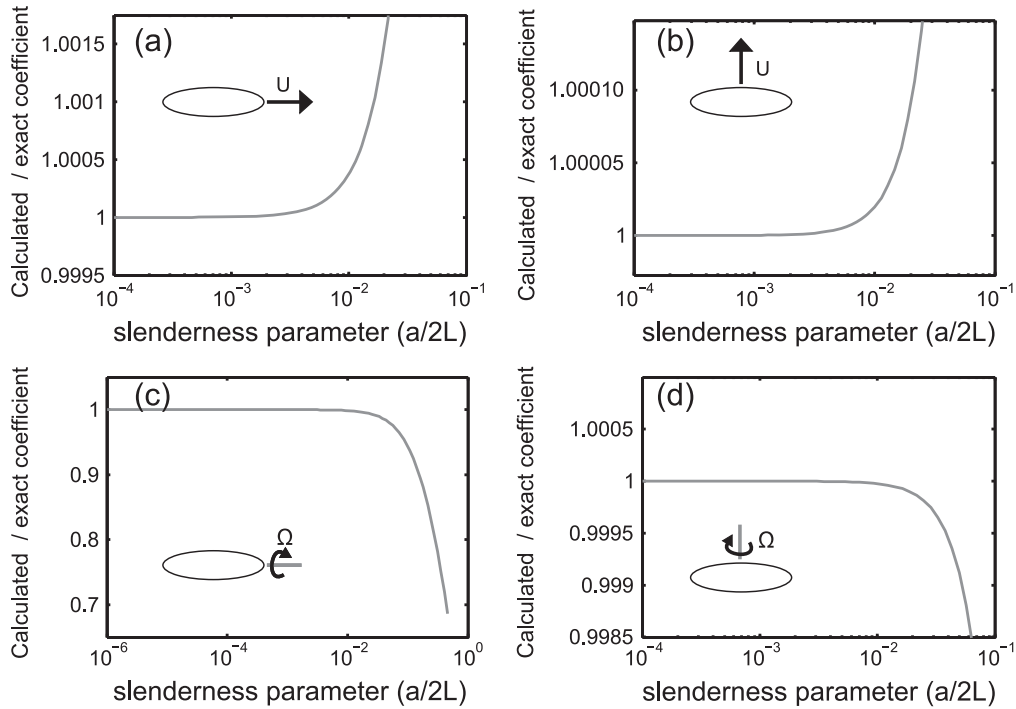 (a)
Calculated / exact coefficient
1.0015
1.001
1.0005
1
0.9995
U
10⁻⁴
10⁻³
10⁻²
10⁻¹
slenderness parameter (a/2L)
(b)
Calculated / exact coefficient
1.00010
1.00005
1
U
10⁻⁴
10⁻³
10⁻²
10⁻¹
slenderness parameter (a/2L)
(c)
Calculated / exact coefficient
1
0.9
0.8
0.7
Ω
10⁻⁶
10⁻⁴
10⁻²
10⁰
slenderness parameter (a/2L)
(d)
Calculated / exact coefficient
1.0005
1
0.9995
0.999
0.9985
Ω
10⁻⁴
10⁻³
10⁻²
10⁻¹
slenderness parameter (a/2L)